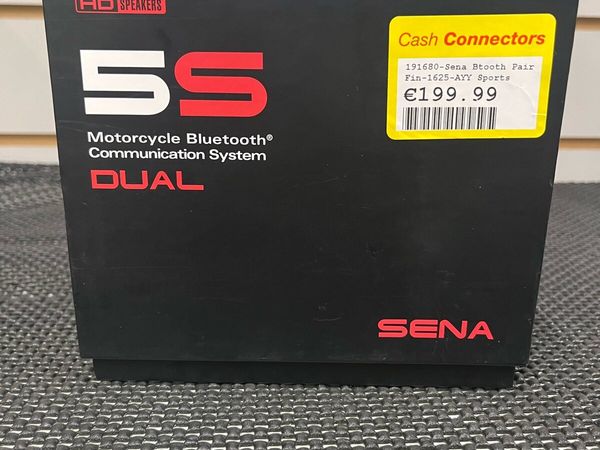 HD SPEAKERS
5S
Motorcycle Bluetooth®
Communication System
DUAL
Cash Connectors
191680-Sena Btooth Pair
Fin-1625-AYY Sports
€199.99
SENA